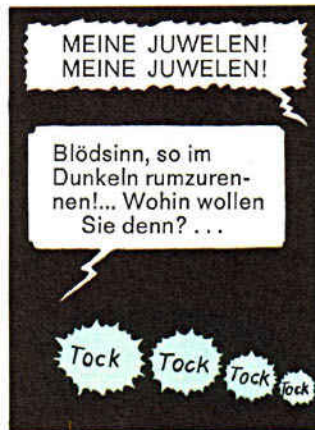 MEINE JUWELEN!
MEINE JUWELEN!
Blödsinn, so im
Dunkeln rumzuren-
nen!... Wohin wollen
Sie denn? ...
Tock Tock Tock Tock